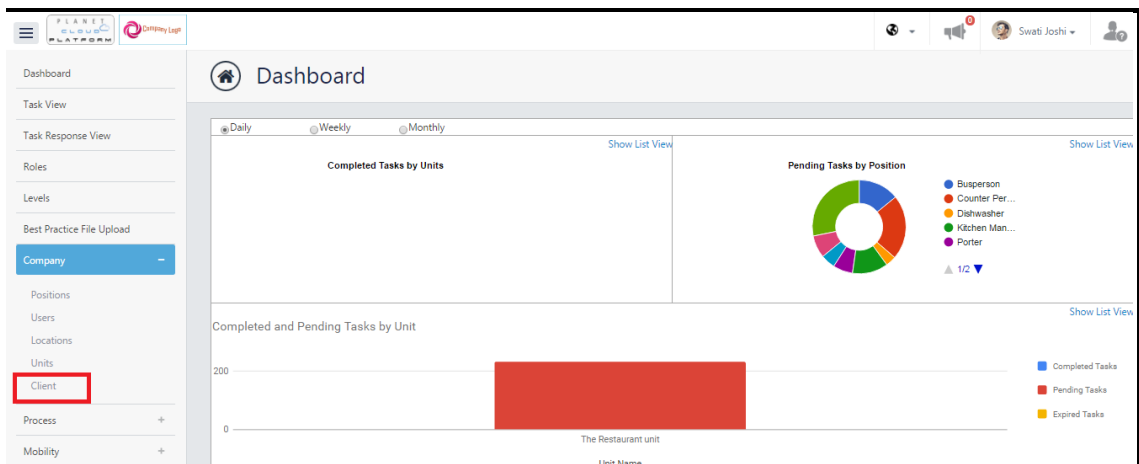 PLANET
CLOUD
PLATFORM
Company Logo
0
Swati Joshi
Dashboard
Task View
Task Response View
Roles
Levels
Best Practice File Upload
Company −
Positions
Users
Locations
Units
Client
Process +
Mobility +
Dashboard
Daily Weekly Monthly
Show List View
Completed Tasks by Units
Show List View
Pending Tasks by Position
Busperson
Counter Per...
Dishwasher
Kitchen Man...
Porter
1/2
Show List View
Completed and Pending Tasks by Unit
200
0
The Restaurant unit
Unit Name
Completed Tasks
Pending Tasks
Expired Tasks